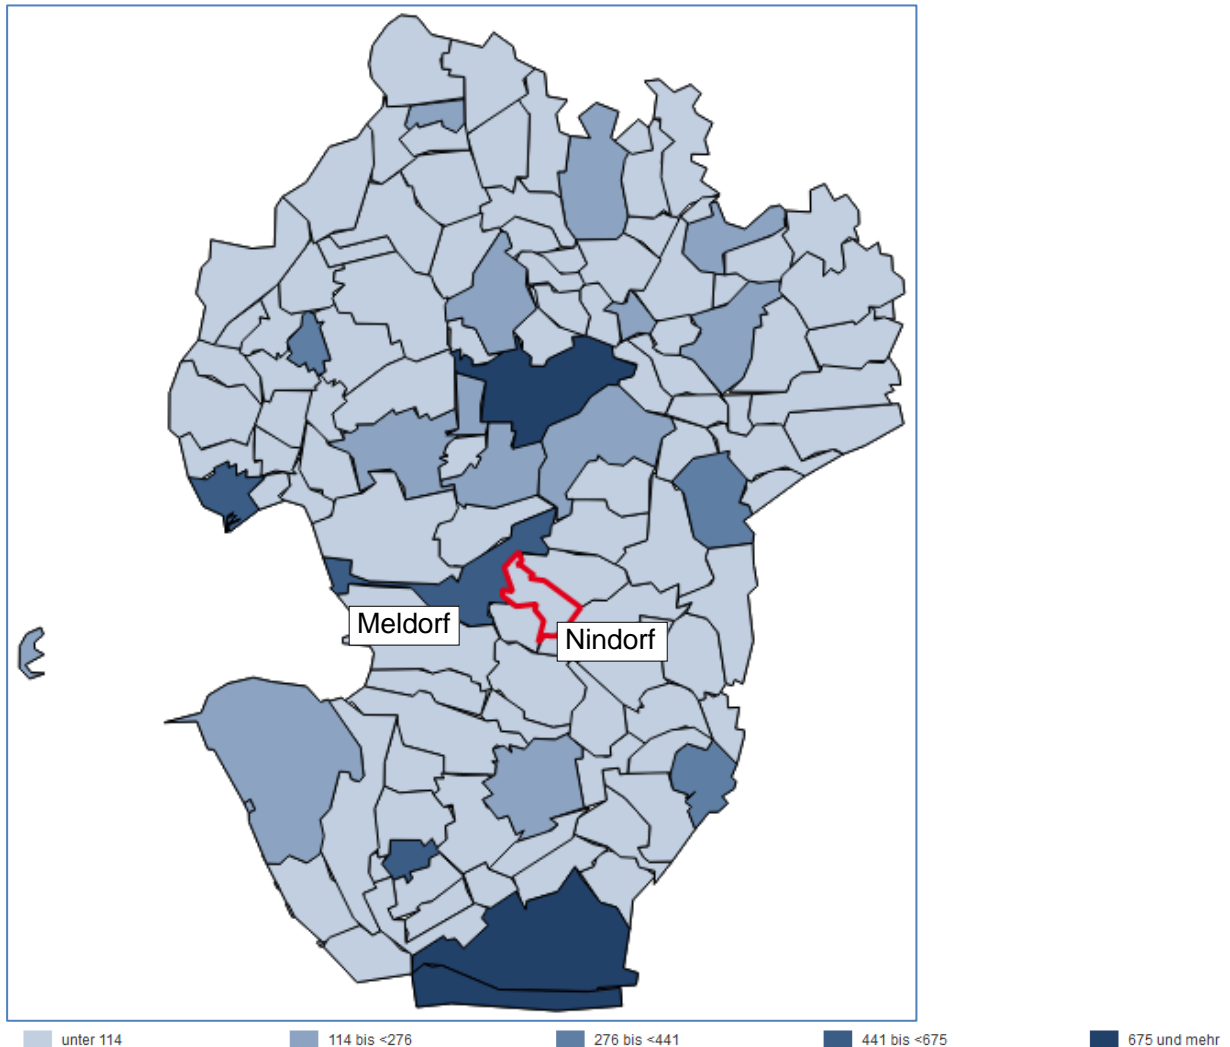 Meldorf
Nindorf
unter 114
114 bis <276
276 bis <441
441 bis <675
675 und mehr